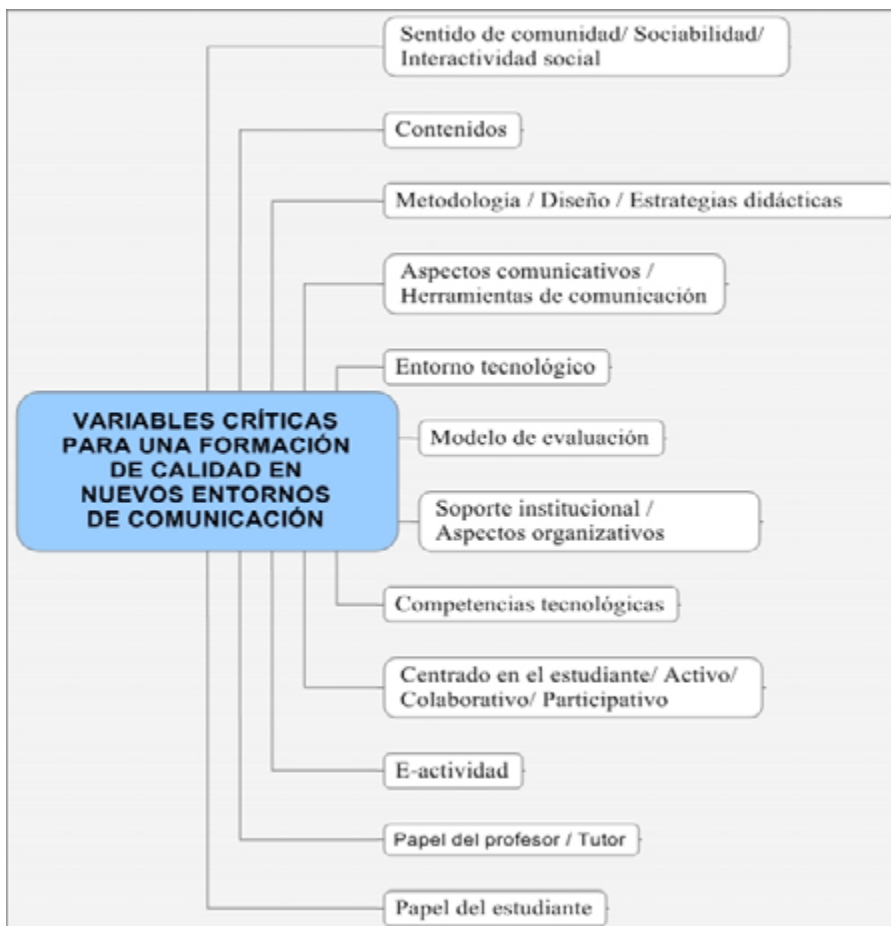 Sentido de comunidad/ Sociabilidad/
Interactividad social
Contenidos
Metodología / Diseño / Estrategias didácticas
Aspectos comunicativos /
Herramientas de comunicación
Entorno tecnológico
VARIABLES CRÍTICAS
PARA UNA FORMACIÓN
DE CALIDAD EN
NUEVOS ENTORNOS
DE COMUNICACIÓN
Modelo de evaluación
Soporte institucional /
Aspectos organizativos
Competencias tecnológicas
Centrado en el estudiante/ Activo/
Colaborativo/ Participativo
E-actividad
Papel del profesor / Tutor
Papel del estudiante